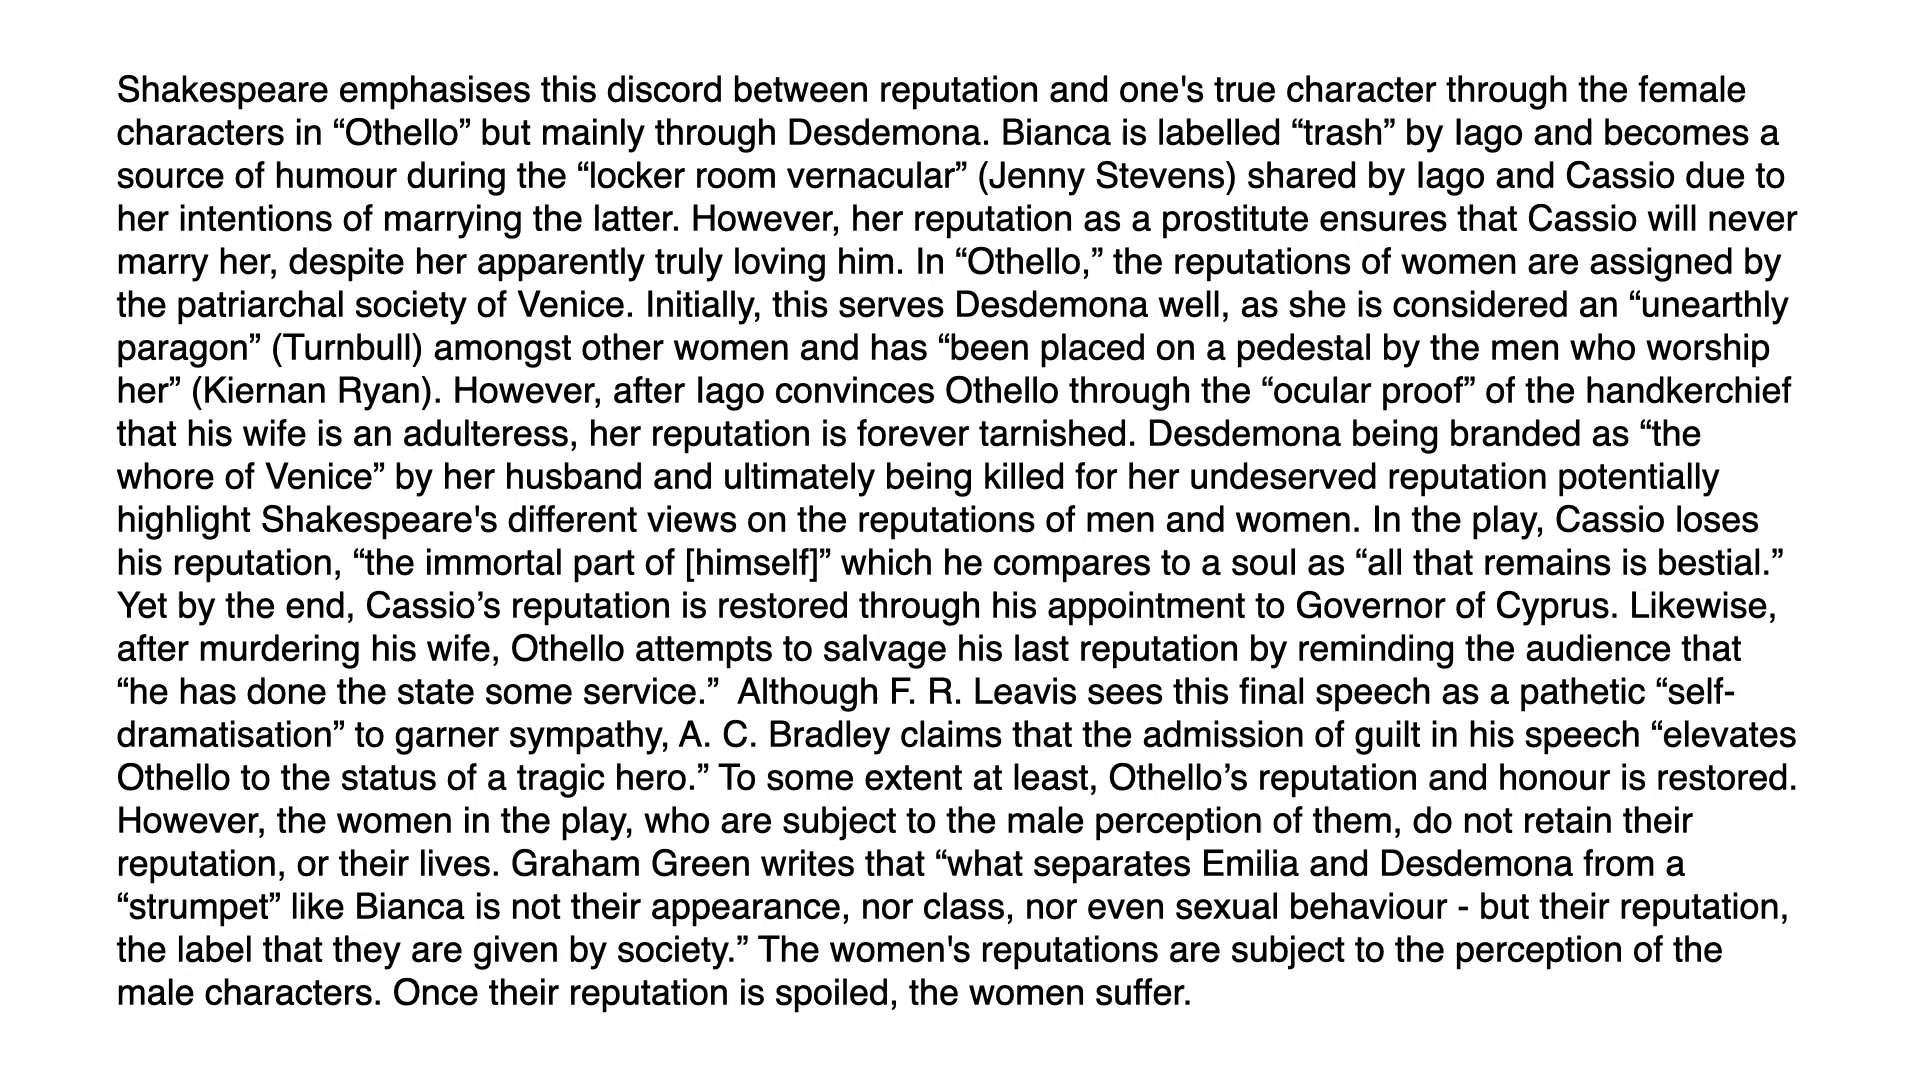 Shakespeare emphasises this discord between reputation and one's true character through the female
characters in “Othello” but mainly through Desdemona. Bianca is labelled “trash” by Iago and becomes a
source of humour during the “locker room vernacular” (Jenny Stevens) shared by Iago and Cassio due to
her intentions of marrying the latter. However, her reputation as a prostitute ensures that Cassio will never
marry her, despite her apparently truly loving him. In “Othello,” the reputations of women are assigned by
the patriarchal society of Venice. Initially, this serves Desdemona well, as she is considered an “unearthly
paragon” (Turnbull) amongst other women and has “been placed on a pedestal by the men who worship
her” (Kiernan Ryan). However, after Iago convinces Othello through the “ocular proof” of the handkerchief
that his wife is an adulteress, her reputation is forever tarnished. Desdemona being branded as “the
whore of Venice” by her husband and ultimately being killed for her undeserved reputation potentially
highlight Shakespeare's different views on the reputations of men and women. In the play, Cassio loses
his reputation, “the immortal part of [himself]” which he compares to a soul as “all that remains is bestial.”
Yet by the end, Cassio’s reputation is restored through his appointment to Governor of Cyprus. Likewise,
after murdering his wife, Othello attempts to salvage his last reputation by reminding the audience that
“he has done the state some service.”  Although F. R. Leavis sees this final speech as a pathetic “self-
dramatisation” to garner sympathy, A. C. Bradley claims that the admission of guilt in his speech “elevates
Othello to the status of a tragic hero.” To some extent at least, Othello’s reputation and honour is restored.
However, the women in the play, who are subject to the male perception of them, do not retain their
reputation, or their lives. Graham Green writes that “what separates Emilia and Desdemona from a
“strumpet” like Bianca is not their appearance, nor class, nor even sexual behaviour - but their reputation,
the label that they are given by society.” The women's reputations are subject to the perception of the
male characters. Once their reputation is spoiled, the women suffer.